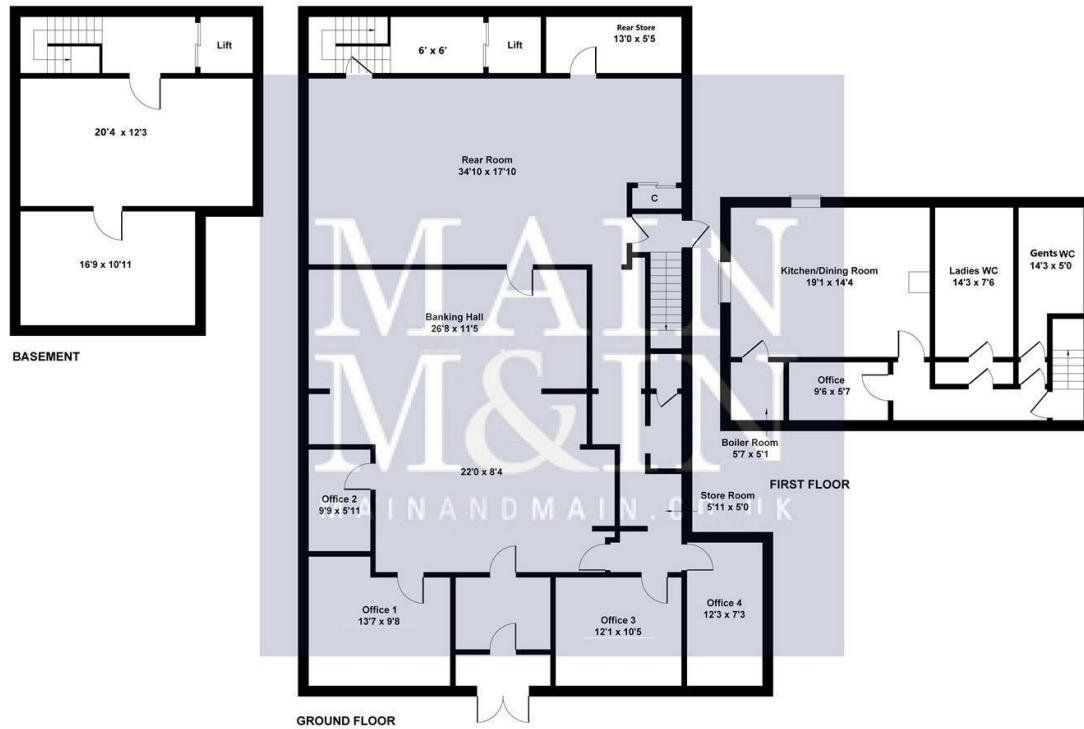 Lift
20'4 x 12'3
16'9 x 10'11
BASEMENT
6' x 6'
Lift
Rear Store
13'0 x 5'5
Rear Room
34'10 x 17'10
C
Banking Hall
26'8 x 11'5
22'0 x 8'4
Office 2
9'9 x 5'11
Store Room
5'11 x 5'0
Office 1
13'7 x 9'8
Office 3
12'1 x 10'5
Office 4
12'3 x 7'3
GROUND FLOOR
Kitchen/Dining Room
19'1 x 14'4
Ladies WC
14'3 x 7'6
Gents WC
14'3 x 5'0
Office
9'6 x 5'7
Boiler Room
5'7 x 5'1
FIRST FLOOR
MAIN
M&IN
MAINANDMAIN.CO.UK